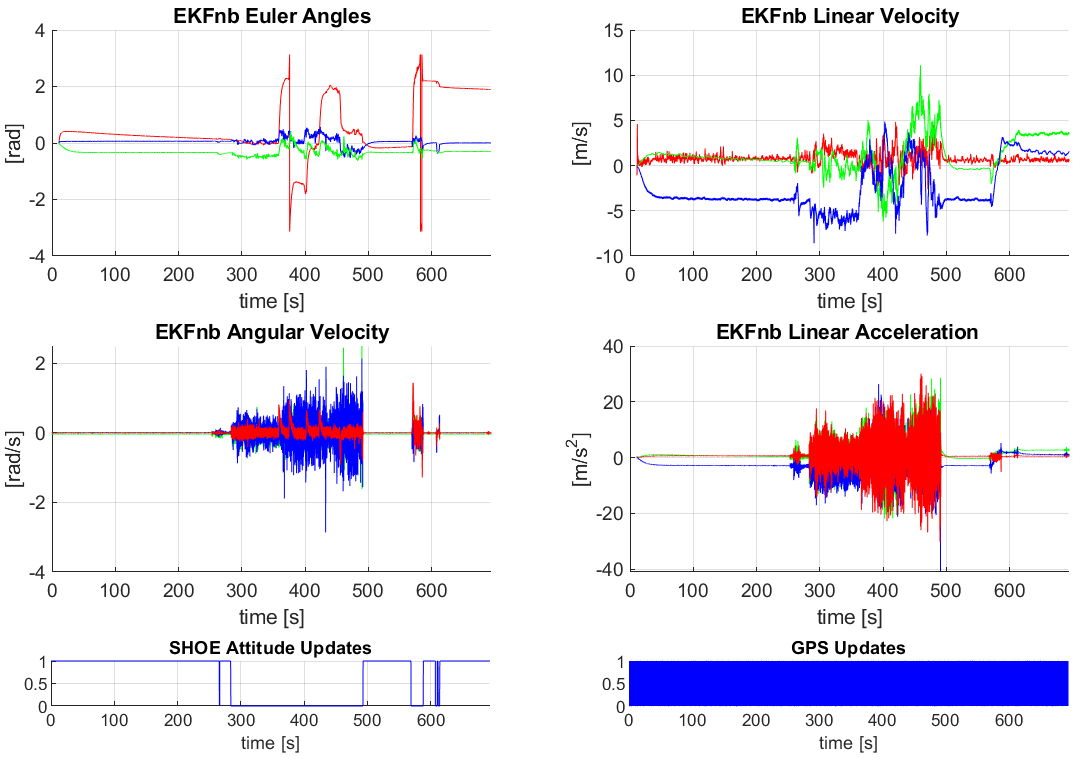 EKFnb Euler Angles
4
2
0
-2
-4
[rad]
0 100 200 300 400 500 600
time [s]
EKFnb Linear Velocity
15
10
5
0
-5
-10
[m/s]
0 100 200 300 400 500 600
time [s]
EKFnb Angular Velocity
2
0
-2
-4
[rad/s]
0 100 200 300 400 500 600
time [s]
EKFnb Linear Acceleration
40
20
0
-20
-40
[m/s²]
0 100 200 300 400 500 600
time [s]
SHOE Attitude Updates
1
0.5
0
0 100 200 300 400 500 600
time [s]
GPS Updates
1
0.5
0
0 100 200 300 400 500 600
time [s]